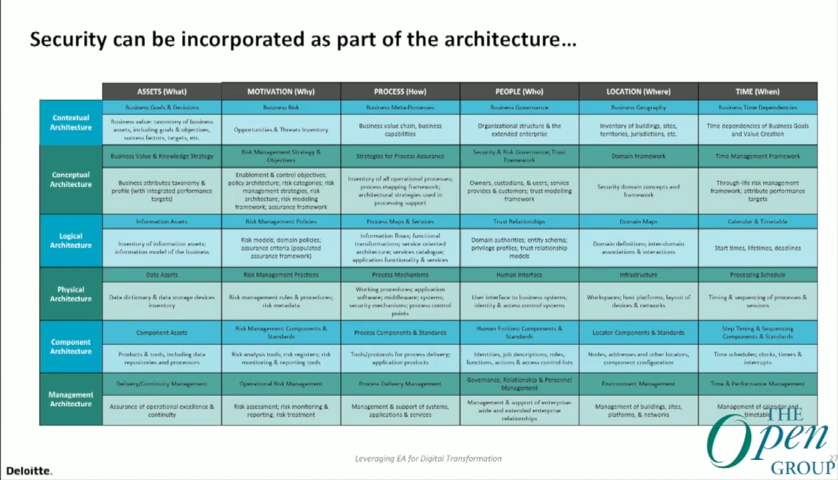 Security can be incorporated as part of the architecture...
ASSETS (What) MOTIVATION (Why) PROCESS (How) PEOPLE (Who) LOCATION (Where) TIME (When)
Contextual
Architecture
Business Goals & Decisions
Business Risk
Business Meta-Processes
Business Governance
Business Geography
Business Time Dependencies
Business value: taxonomy of business
assets, including goals & objectives,
success factors, targets, etc.
Opportunities & Threats Inventory
Business value chain, business
capabilities
Organizational structure & the
extended enterprise
Inventory of buildings, sites,
territories, jurisdictions, etc.
Time dependencies of Business Goals
and Value Creation
Conceptual
Architecture
Business Value & Knowledge Strategy
Risk Management Strategy &
Objectives
Strategies for Process Assurance
Security & Risk Governance; Trust
Framework
Domain Framework
Time Management Framework
Business attributes taxonomy &
profile (with integrated performance
targets)
Enablement & control objectives;
policy architecture; risk categories; risk
management strategies, risk
architecture, risk modeling
framework; assurance framework
Inventory of all operational processes;
process mapping framework;
architectural strategies used in
processing support
Owners, custodians, & users; service
providers & customers; trust modelling
framework
Security domain concepts and
framework
Through-life risk management
framework; attribute performance
targets
Logical
Architecture
Information Assets
Risk Management Policies
Process Maps & Services
Trust Relationships
Domain Maps
Calendar & Timetable
Inventory of information assets;
information model of the business
Risk models; domain policies;
assurance criteria (populated
assurance framework)
Information flows; functional
transformations; service oriented
architecture; services catalogue;
application functionality & services
Domain authorities, entity schema;
privilege profiles, trust relationship
models
Domain definitions; inter-domain
associations & interactions
Start times, lifetimes, deadlines
Physical
Architecture
Data Assets
Risk Management Practices
Process Mechanisms
Human Interface
Infrastructure
Processing Schedule
Data dictionary & data storage devices
inventory
Risk management rules & procedures;
risk metadata
Working procedures; application
software; middleware; systems;
security mechanisms; process control
points
User interface to business systems;
identity & access control systems
Workspaces; host platforms, layout of
devices & networks
Timing & sequencing of processes &
sessions
Component
Architecture
Component Assets
Risk Management Components &
Standards
Process Components & Standards
Human Entities: Components &
Standards
Locator Components & Standards
Step Timing & Sequencing
Components & Standards
Products & tools, including data
repositories and processors
Risk analysis tools; risk registers; risk
monitoring & reporting tools
Tools/protocols for process delivery;
application products
Identities, job descriptions, roles,
functions, actions & access control lists
Nodes, addresses and other locators,
component configuration
Time schedules; clocks, timers &
interrupts
Management
Architecture
Delivery/Continuity Management
Operational Risk Management
Process Delivery Management
Governance, Relationship & Personnel
Management
Environment Management
Time & Performance Management
Assurance of operational excellence &
continuity
Risk assessment; risk monitoring &
reporting; risk treatment
Management & support of systems,
applications & services
Management & support of enterprise-
wide and extended enterprise
relationships
Management of buildings, sites,
platforms, & networks
Management of calendar and
timetable
Leveraging EA for Digital Transformation
Deloitte.
THE
Open
GROUP
27